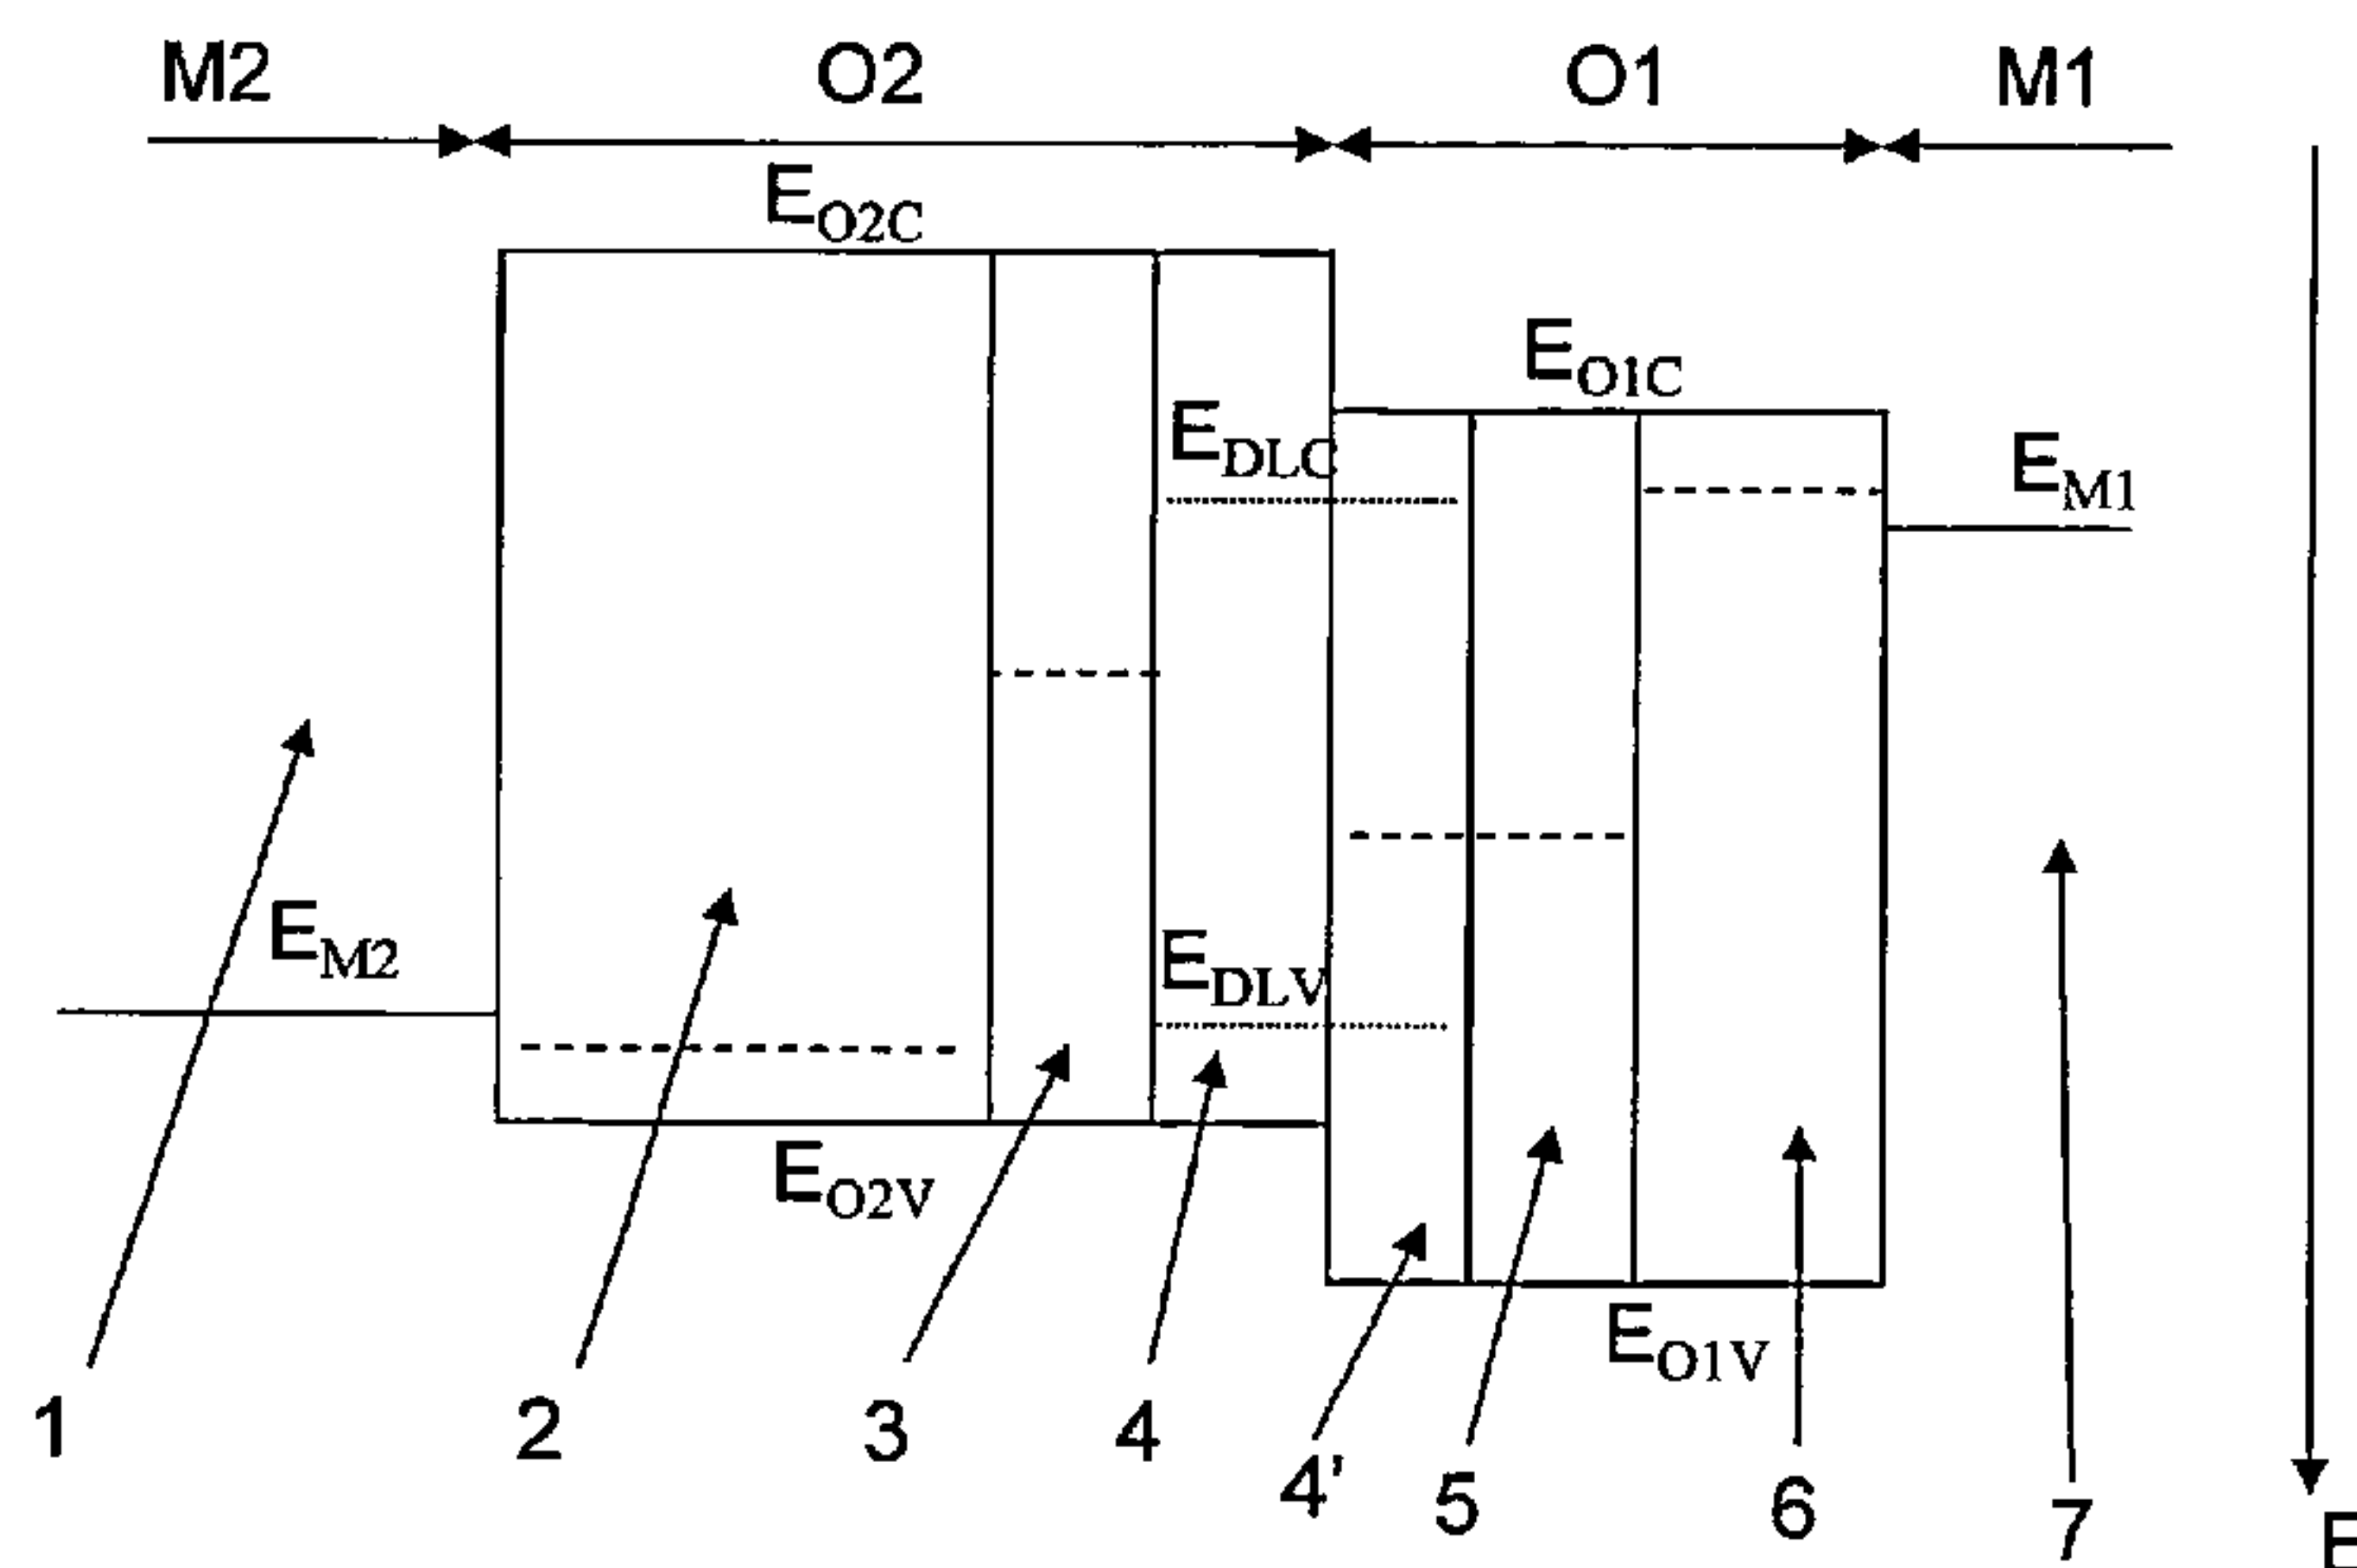 M2 O2 O1 M1
E_O2C
E_O1C
E_DLC
E_M1
E_M2
E_DLV
E_O2V
E_O1V
1 2 3 4 4' 5 6 7
E